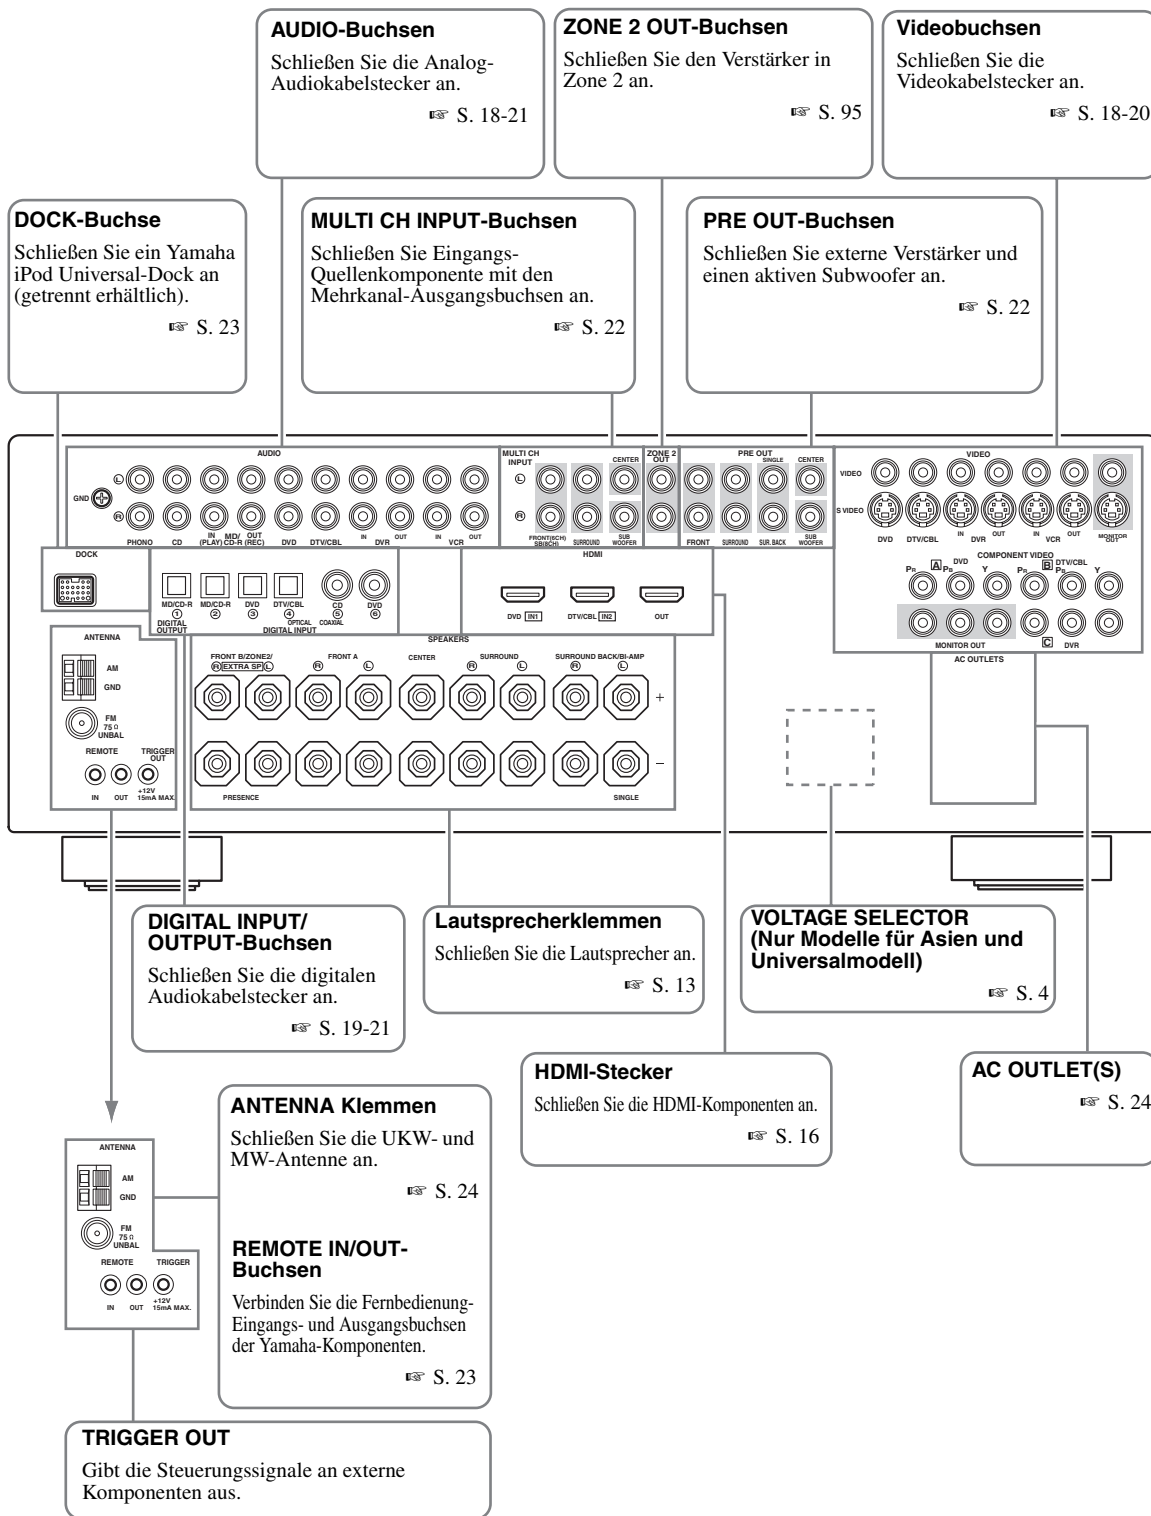 AUDIO-Buchsen
Schließen Sie die Analog-
Audiokabelstecker an.
☞ S. 18-21
ZONE 2 OUT-Buchsen
Schließen Sie den Verstärker in
Zone 2 an.
☞ S. 95
Videobuchsen
Schließen Sie die
Videokabelstecker an.
☞ S. 18-20
DOCK-Buchse
Schließen Sie ein Yamaha
iPod Universal-Dock an
(getrennt erhältlich).
☞ S. 23
MULTI CH INPUT-Buchsen
Schließen Sie Eingangs-
Quellenkomponente mit den
Mehrkanal-Ausgangsbuchsen an.
☞ S. 22
PRE OUT-Buchsen
Schließen Sie externe Verstärker und
einen aktiven Subwoofer an.
☞ S. 22
AUDIO
L
GND
R
PHONO
CD
IN
(PLAY)
MD/
CD-R
OUT
(REC)
DVD
DTV/CBL
IN
DVR
OUT
IN
VCR
OUT
MULTI CH
INPUT
CENTER
L
R
FRONT(6CH)
SB(8CH)
SURROUND
SUB
WOOFER
ZONE 2
OUT
PRE OUT
SINGLE
CENTER
FRONT
SURROUND
SUR. BACK
SUB
WOOFER
VIDEO
VIDEO
S VIDEO
DVD
DTV/CBL
IN
DVR
OUT
IN
VCR
OUT
MONITOR
OUT
COMPONENT VIDEO
A
DVD
PR
PB
Y
B
DTV/CBL
PR
PB
Y
MONITOR OUT
C
DVR
DOCK
MD/CD-R
1
MD/CD-R
2
DVD
3
DTV/CBL
4
CD
5
DVD
6
DIGITAL
OUTPUT
OPTICAL
COAXIAL
DIGITAL INPUT
HDMI
DVD IN1
DTV/CBL IN2
OUT
ANTENNA
AM
GND
FM
75 Ω
UNBAL
REMOTE
TRIGGER
OUT
IN
OUT
+12V
15mA MAX.
SPEAKERS
FRONT B/ZONE2/
R EXTRA SP L
FRONT A
R
L
CENTER
SURROUND
R
L
SURROUND BACK/BI-AMP
R
L
+
–
PRESENCE
SINGLE
AC OUTLETS
DIGITAL INPUT/
OUTPUT-Buchsen
Schließen Sie die digitalen
Audiokabelstecker an.
☞ S. 19-21
Lautsprecherklemmen
Schließen Sie die Lautsprecher an.
☞ S. 13
VOLTAGE SELECTOR
(Nur Modelle für Asien und
Universalmodell)
☞ S. 4
HDMI-Stecker
Schließen Sie die HDMI-Komponenten an.
☞ S. 16
AC OUTLET(S)
☞ S. 24
ANTENNA
AM
GND
FM
75 Ω
UNBAL
REMOTE
TRIGGER
IN
OUT
+12V
15mA MAX.
ANTENNA Klemmen
Schließen Sie die UKW- und
MW-Antenne an.
☞ S. 24
REMOTE IN/OUT-
Buchsen
Verbinden Sie die Fernbedienung-
Eingangs- und Ausgangsbuchsen
der Yamaha-Komponenten.
☞ S. 23
TRIGGER OUT
Gibt die Steuerungssignale an externe
Komponenten aus.